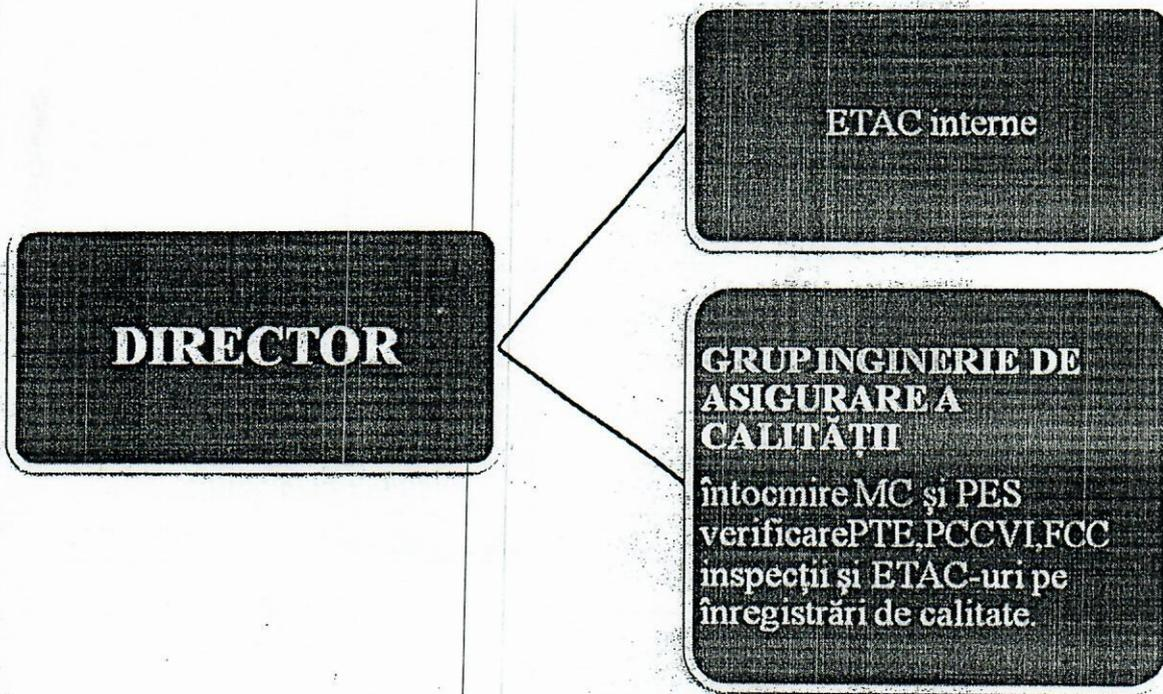 DIRECTOR
ETAC interne
GRUP INGINERIE DE
ASIGURARE A
CALITĂȚII
întocmire MC și PES
verificarePTE,PCCVI,FCC
inspecții și ETAC-uri pe
înregistrări de calitate.